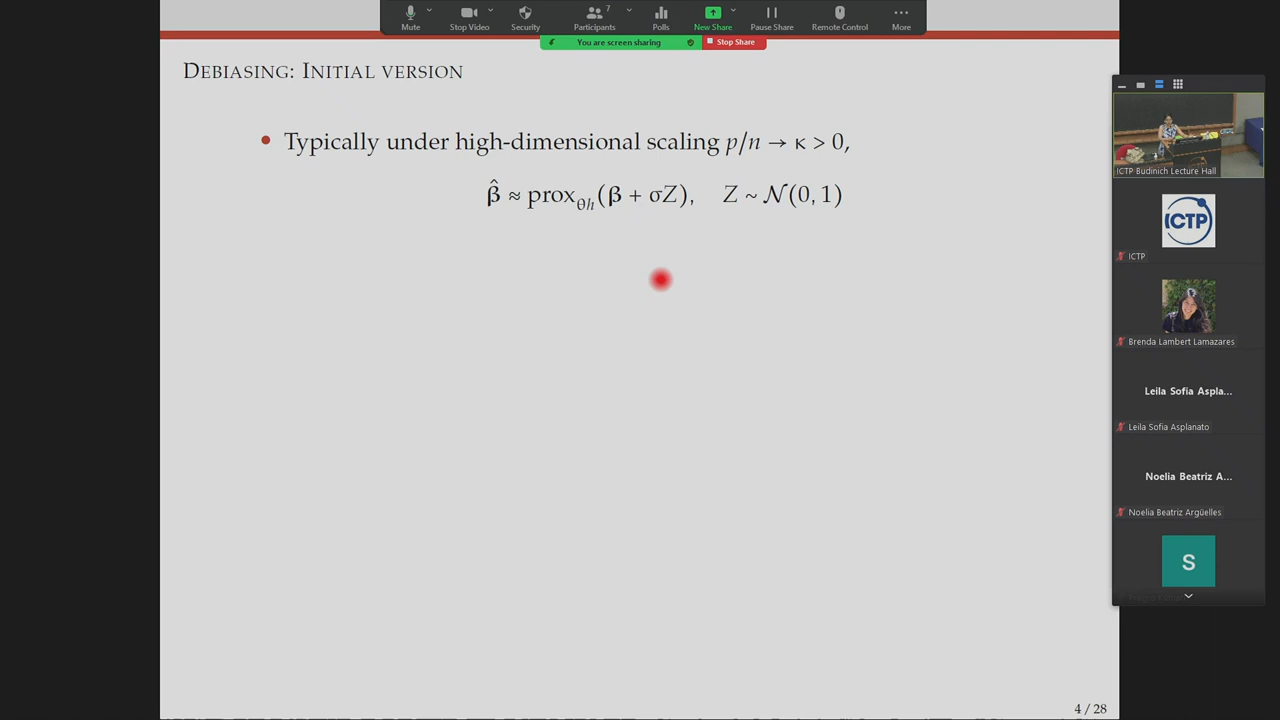 Mute
Stop Video
Security
Participants
7
Polls
New Share
Pause Share
Remote Control
More
You are screen sharing
Stop Share
DEBIASING: INITIAL VERSION
• Typically under high-dimensional scaling p/n → κ > 0,
β̂ ≈ prox_θh(β + σZ), Z ~ 𝒩(0, 1)
4 / 28
ICTP Budinich Lecture Hall
ICTP
ICTP
Brenda Lambert Lamazares
Leila Sofia Aspla...
Leila Sofia Asplanato
Noelia Beatriz A...
Noelia Beatriz Argüelles
S